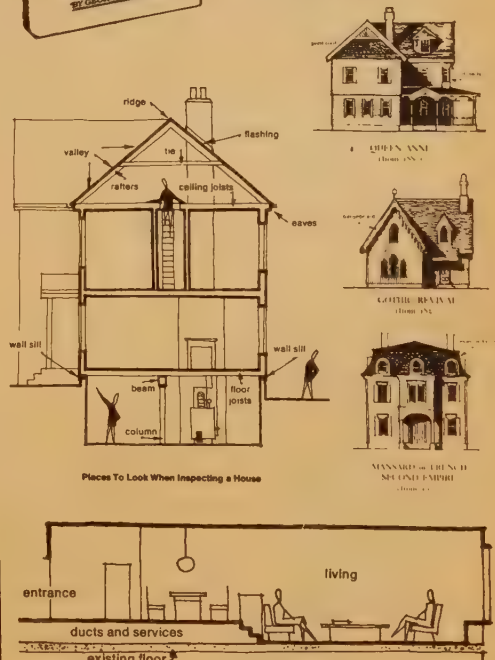 BY GEORGE
ridge
flashing
valley
tie
rafters
ceiling joists
eaves
wall sill
wall sill
beam
floor
joists
column
Places To Look When Inspecting a House
QUEEN ANNE
GOTHIC REVIVAL
MANSARD or FRENCH
SECOND EMPIRE
living
entrance
ducts and services
existing floor